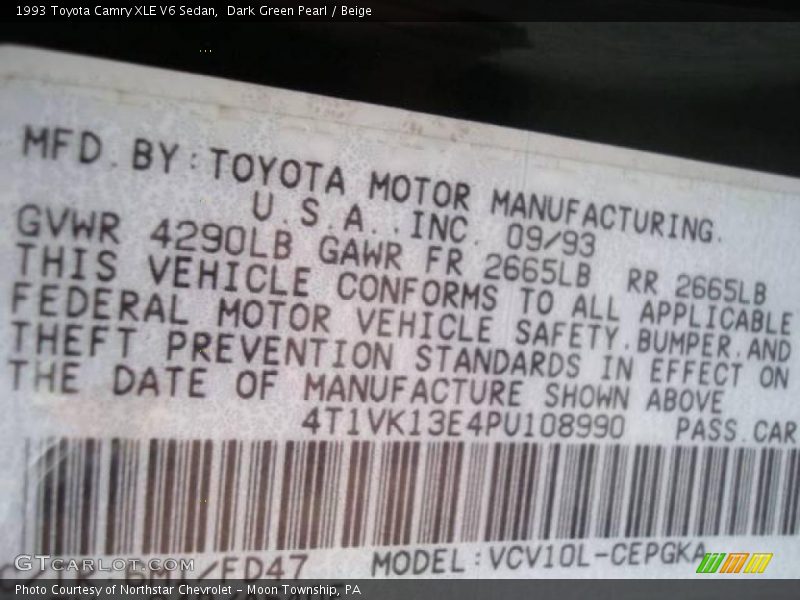 1993 Toyota Camry XLE V6 Sedan, Dark Green Pearl / Beige
MFD.BY:TOYOTA MOTOR MANUFACTURING.
U.S.A.,INC. 09/93
GVWR 4290LB GAWR FR 2665LB RR 2665LB
THIS VEHICLE CONFORMS TO ALL APPLICABLE
FEDERAL MOTOR VEHICLE SAFETY.BUMPER.AND
THEFT PREVENTION STANDARDS IN EFFECT ON
THE DATE OF MANUFACTURE SHOWN ABOVE
4T1VK13E4PU108990 PASS.CAR
/FD47 MODEL:VCV10L-CEPGKA
GTCARLOT.COM
Photo Courtesy of Northstar Chevrolet - Moon Township, PA